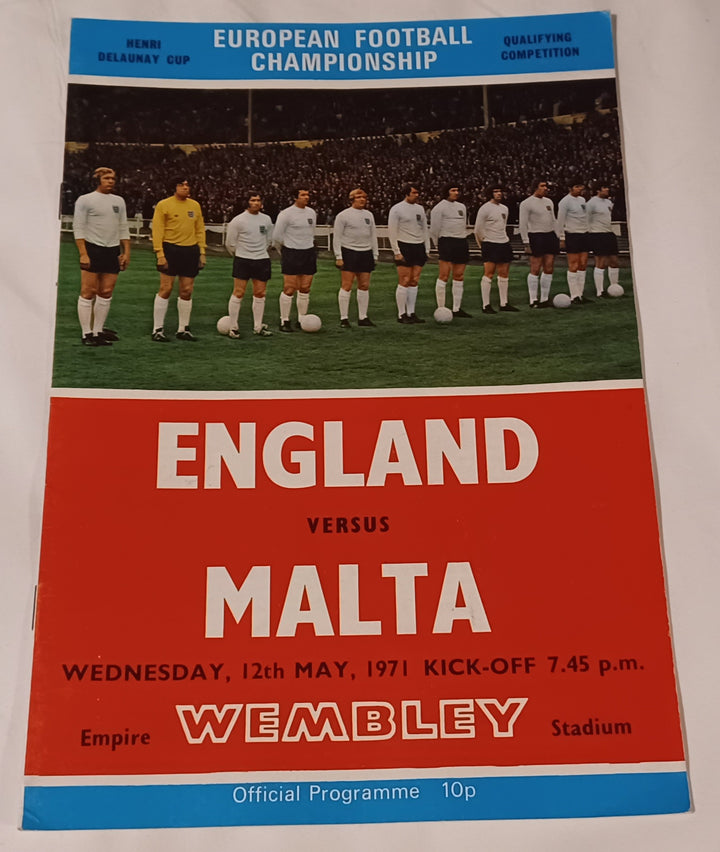 HENRI
DELAUNAY CUP
EUROPEAN FOOTBALL
CHAMPIONSHIP
QUALIFYING
COMPETITION
ENGLAND
VERSUS
MALTA
WEDNESDAY, 12th MAY, 1971 KICK-OFF 7.45 p.m.
Empire WEMBLEY Stadium
Official Programme 10p